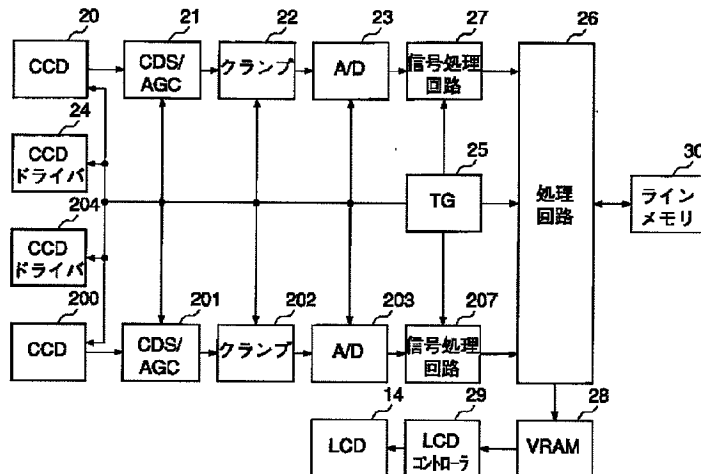 20
CCD
21
CDS/
AGC
22
クランプ
23
A/D
27
信号処理
回路
26
処理
回路
24
CCD
ドライバ
25
TG
30
ライン
メモリ
204
CCD
ドライバ
200
CCD
201
CDS/
AGC
202
クランプ
203
A/D
207
信号処理
回路
14
LCD
29
LCD
コントローラ
28
VRAM